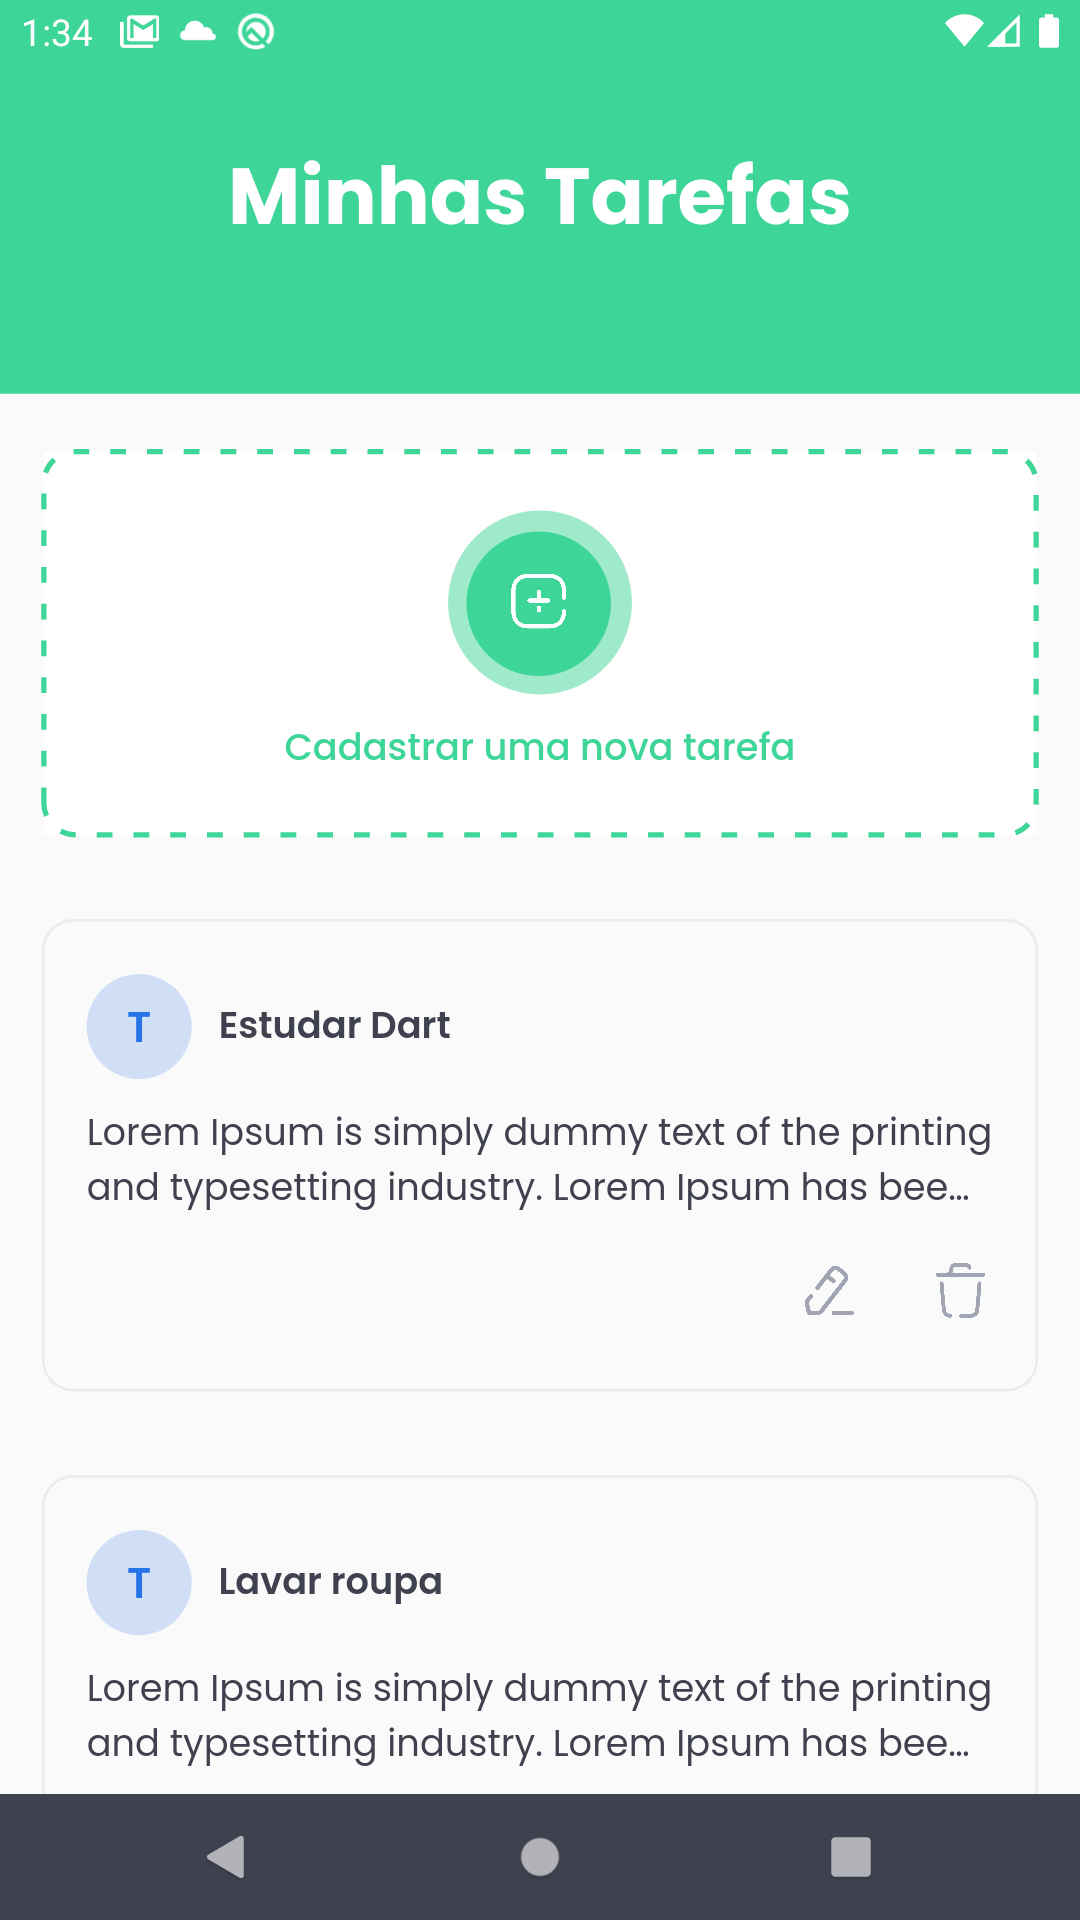 1:34
Minhas Tarefas
Cadastrar uma nova tarefa
T
Estudar Dart
Lorem Ipsum is simply dummy text of the printing
and typesetting industry. Lorem Ipsum has bee...
T
Lavar roupa
Lorem Ipsum is simply dummy text of the printing
and typesetting industry. Lorem Ipsum has bee...